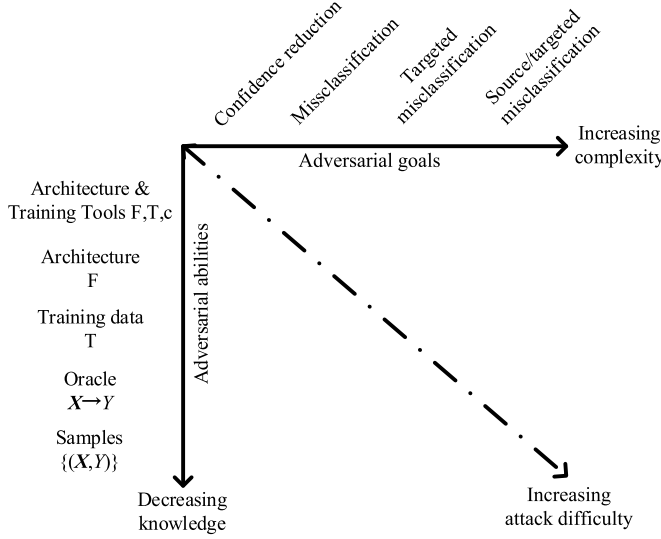 Confidence reduction
Missclassification
Targeted
misclassification
Source/targeted
misclassification
Increasing
complexity
Adversarial goals
Architecture &
Training Tools F,T,c
Architecture
F
Training data
T
Oracle
X→Y
Samples
{(X,Y)}
Adversarial abilities
Decreasing
knowledge
Increasing
attack difficulty